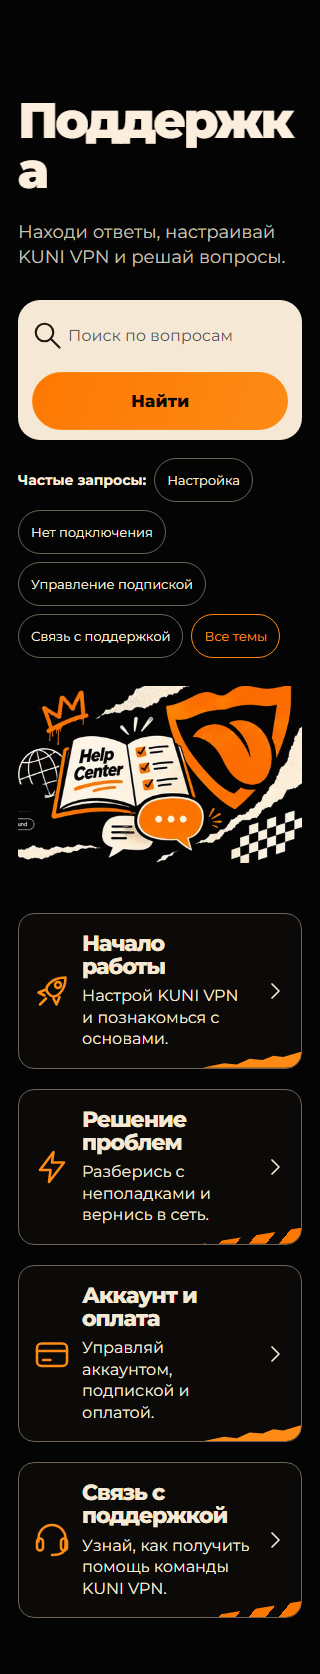 Поддержк
а
Находи ответы, настраивай
KUNI VPN и решай вопросы.
Поиск по вопросам
Найти
Частые запросы: Настройка
Нет подключения
Управление подпиской
Связь с поддержкой Все темы
Help
Center
und
Начало
работы
Настрой KUNI VPN
и познакомься с
основами.
Решение
проблем
Разберись с
неполадками и
вернись в сеть.
Аккаунт и
оплата
Управляй
аккаунтом,
подпиской и
оплатой.
Связь с
поддержкой
Узнай, как получить
помощь команды
KUNI VPN.